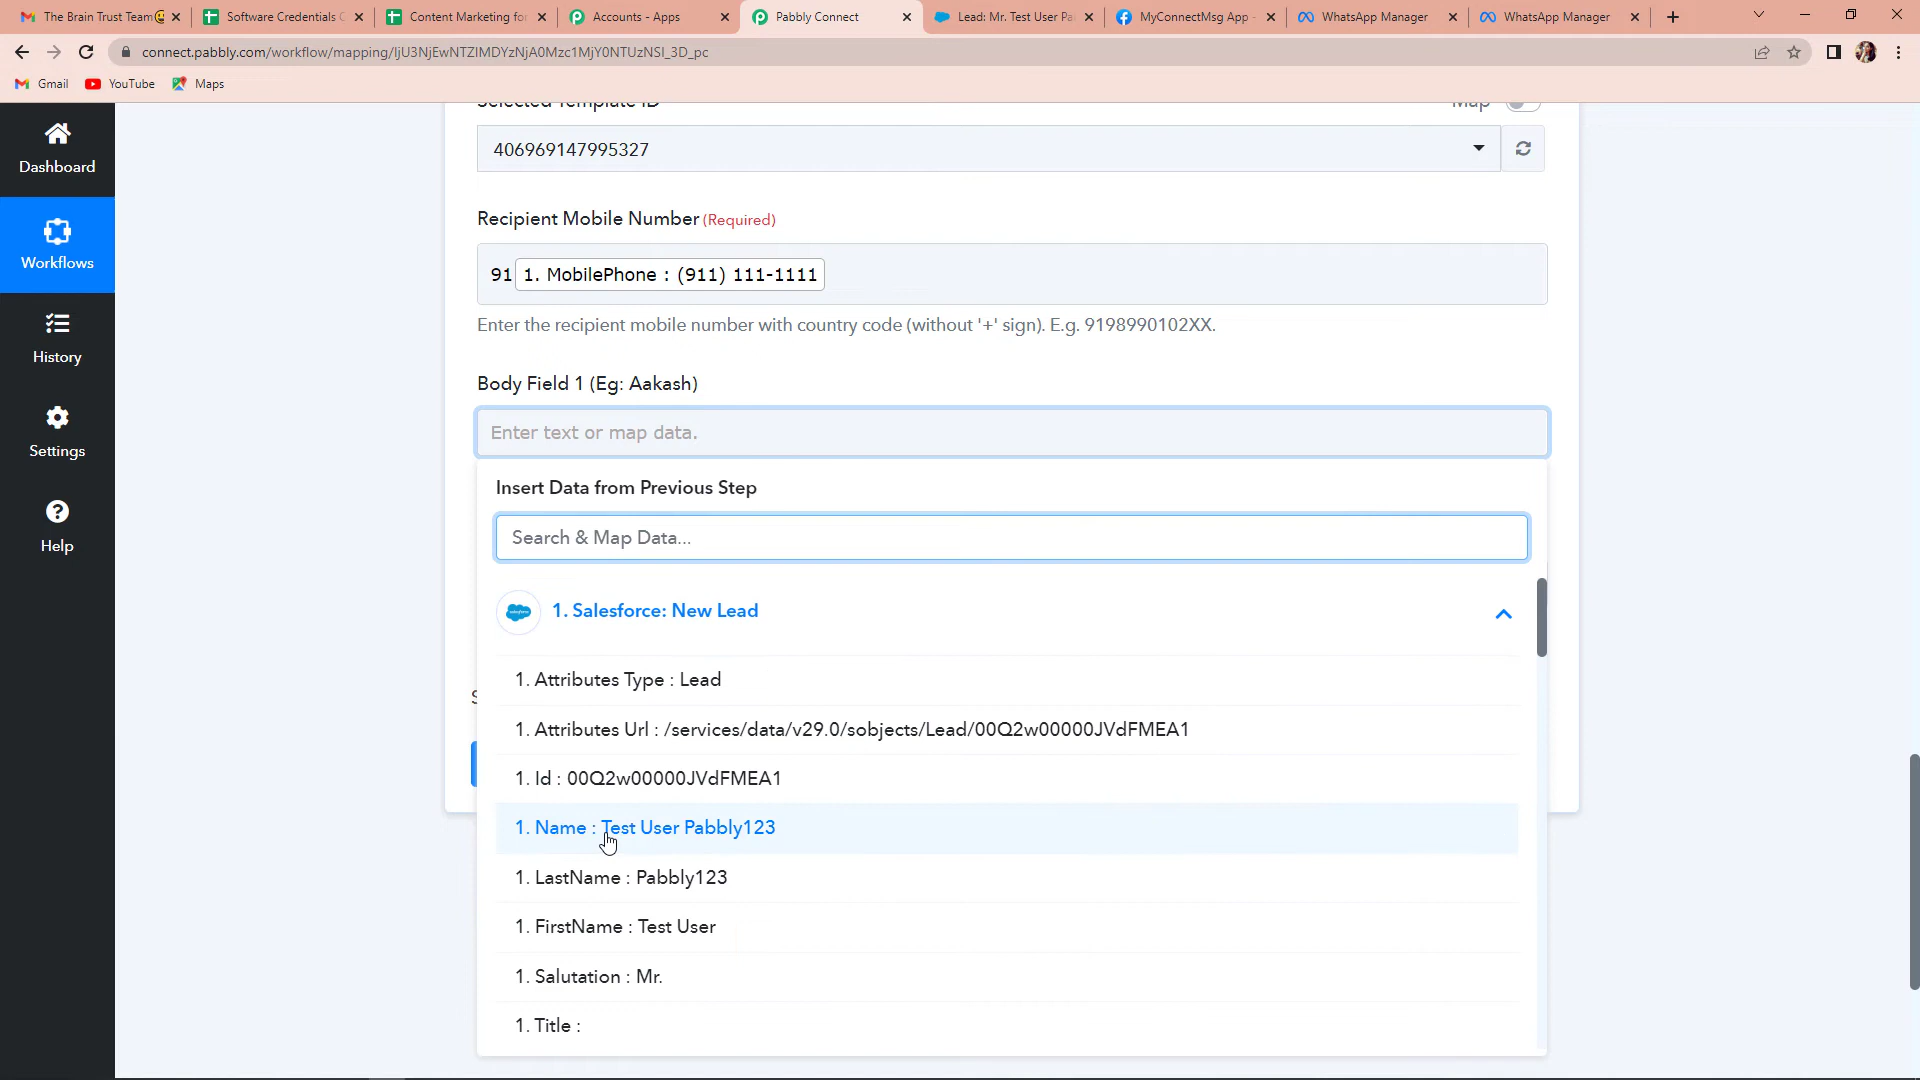 The Brain Trust Team
Software Credentials
Content Marketing for
Accounts - Apps
Pabbly Connect
Lead: Mr. Test User Pa
MyConnectMsg App -
WhatsApp Manager
WhatsApp Manager
connect.pabbly.com/workflow/mapping/IjU3NjEwNTZlMDYzNjA0Mzc1MjY0NTUzNSI_3D_pc
Gmail
YouTube
Maps
Dashboard
Workflows
History
Settings
Help
Selected Template ID
Map
406969147995327
Recipient Mobile Number (Required)
91 1. MobilePhone : (911) 111-1111
Enter the recipient mobile number with country code (without '+' sign). E.g. 9198990102XX.
Body Field 1 (Eg: Aakash)
Enter text or map data.
Insert Data from Previous Step
Search & Map Data...
1. Salesforce: New Lead
1. Attributes Type : Lead
1. Attributes Url : /services/data/v29.0/sobjects/Lead/00Q2w00000JVdFMEA1
1. Id : 00Q2w00000JVdFMEA1
1. Name : Test User Pabbly123
1. LastName : Pabbly123
1. FirstName : Test User
1. Salutation : Mr.
1. Title :